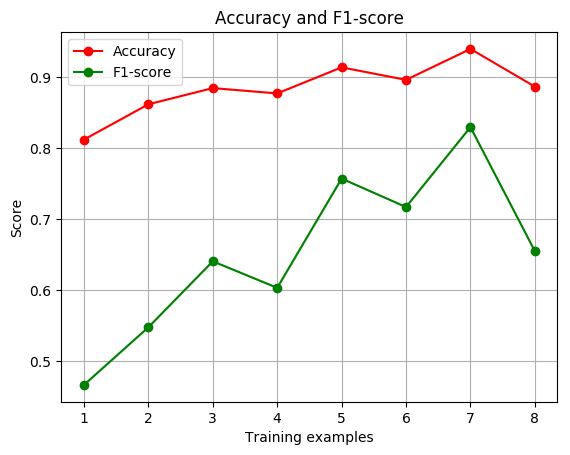 Accuracy and F1-score
Accuracy
F1-score
0.9
0.8
0.7
0.6
0.5
Score
1 2 3 4 5 6 7 8
Training examples